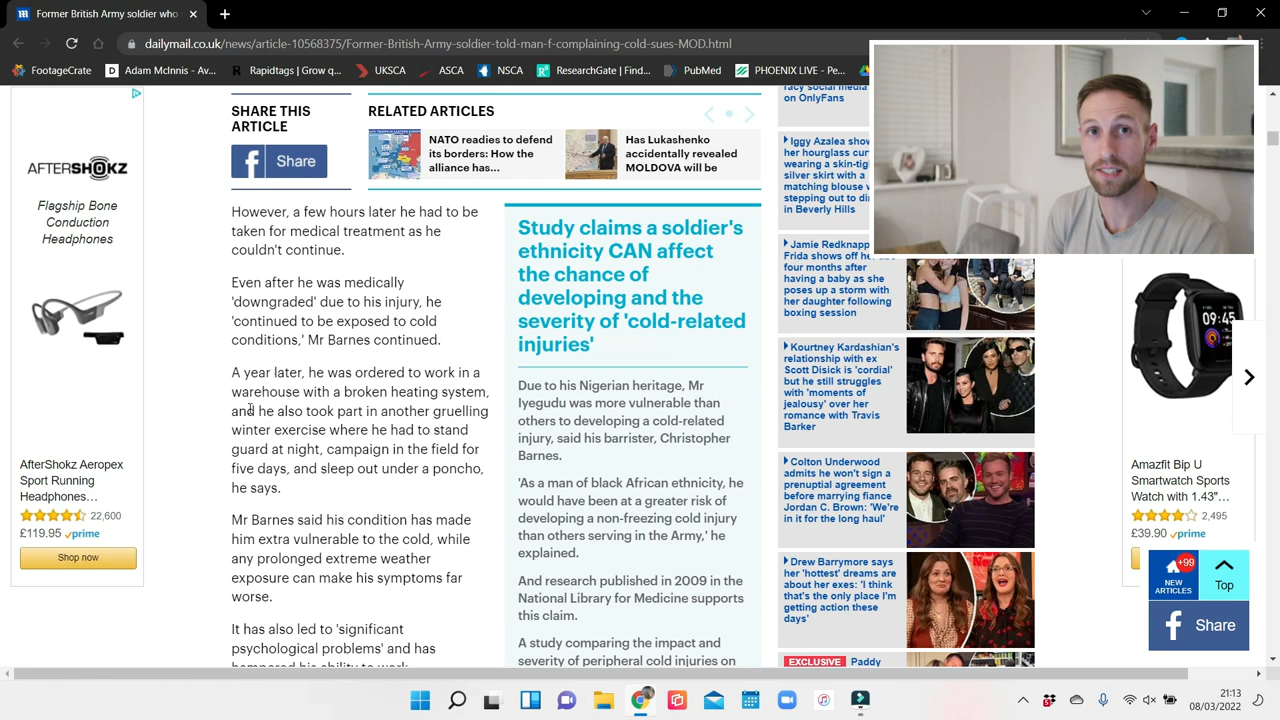 Former British Army soldier who
dailymail.co.uk/news/article-10568375/Former-British-Army-soldier-told-man-f-complaining-cold-sues-MOD.html
FootageCrate
Adam McInnis - Av...
Rapidtags | Grow q...
UKSCA
ASCA
NSCA
ResearchGate | Find...
PubMed
PHOENIX LIVE - Pe...
AFTERSHOKZ
Flagship Bone
Conduction
Headphones
AfterShokz Aeropex
Sport Running
Headphones...
22,600
£119.95 prime
Shop now
SHARE THIS
ARTICLE
Share
RELATED ARTICLES
NATO readies to defend
its borders: How the
alliance has...
Has Lukashenko
accidentally revealed
MOLDOVA will be
However, a few hours later he had to be
taken for medical treatment as he
couldn't continue.
Even after he was medically
'downgraded' due to his injury, he
'continued to be exposed to cold
conditions,' Mr Barnes continued.
A year later, he was ordered to work in a
warehouse with a broken heating system,
and he also took part in another gruelling
winter exercise where he had to stand
guard at night, campaign in the field for
five days, and sleep out under a poncho,
he says.
Mr Barnes said his condition has made
him extra vulnerable to the cold, while
any prolonged extreme weather
exposure can make his symptoms far
worse.
It has also led to 'significant
psychological problems' and has
hampered his ability to work
Study claims a soldier's
ethnicity CAN affect
the chance of
developing and the
severity of 'cold-related
injuries'
Due to his Nigerian heritage, Mr
Iyegudu was more vulnerable than
others to developing a cold-related
injury, said his barrister, Christopher
Barnes.
'As a man of black African ethnicity, he
would have been at a greater risk of
developing a non-freezing cold injury
than others serving in the Army,' he
explained.
And research published in 2009 in the
National Library for Medicine supports
this claim.
A study comparing the impact and
severity of peripheral cold injuries on
racy social media
on OnlyFans
Iggy Azalea show
her hourglass cur
wearing a skin-tig
silver skirt with a
matching blouse
stepping out to di
in Beverly Hills
Jamie Redknapp
Frida shows off he
four months after
having a baby as she
poses up a storm with
her daughter following
boxing session
Kourtney Kardashian's
relationship with ex
Scott Disick is 'cordial'
but he still struggles
with 'moments of
jealousy' over her
romance with Travis
Barker
Colton Underwood
admits he won't sign a
prenuptial agreement
before marrying fiance
Jordan C. Brown: 'We're
in it for the long haul'
Drew Barrymore says
her 'hottest' dreams are
about her exes: 'I think
that's the only place I'm
getting action these
days'
EXCLUSIVE Paddy
09:45
Amazfit Bip U
Smartwatch Sports
Watch with 1.43"...
2,495
£39.90 prime
+99
NEW
ARTICLES
Top
Share
21:13
08/03/2022